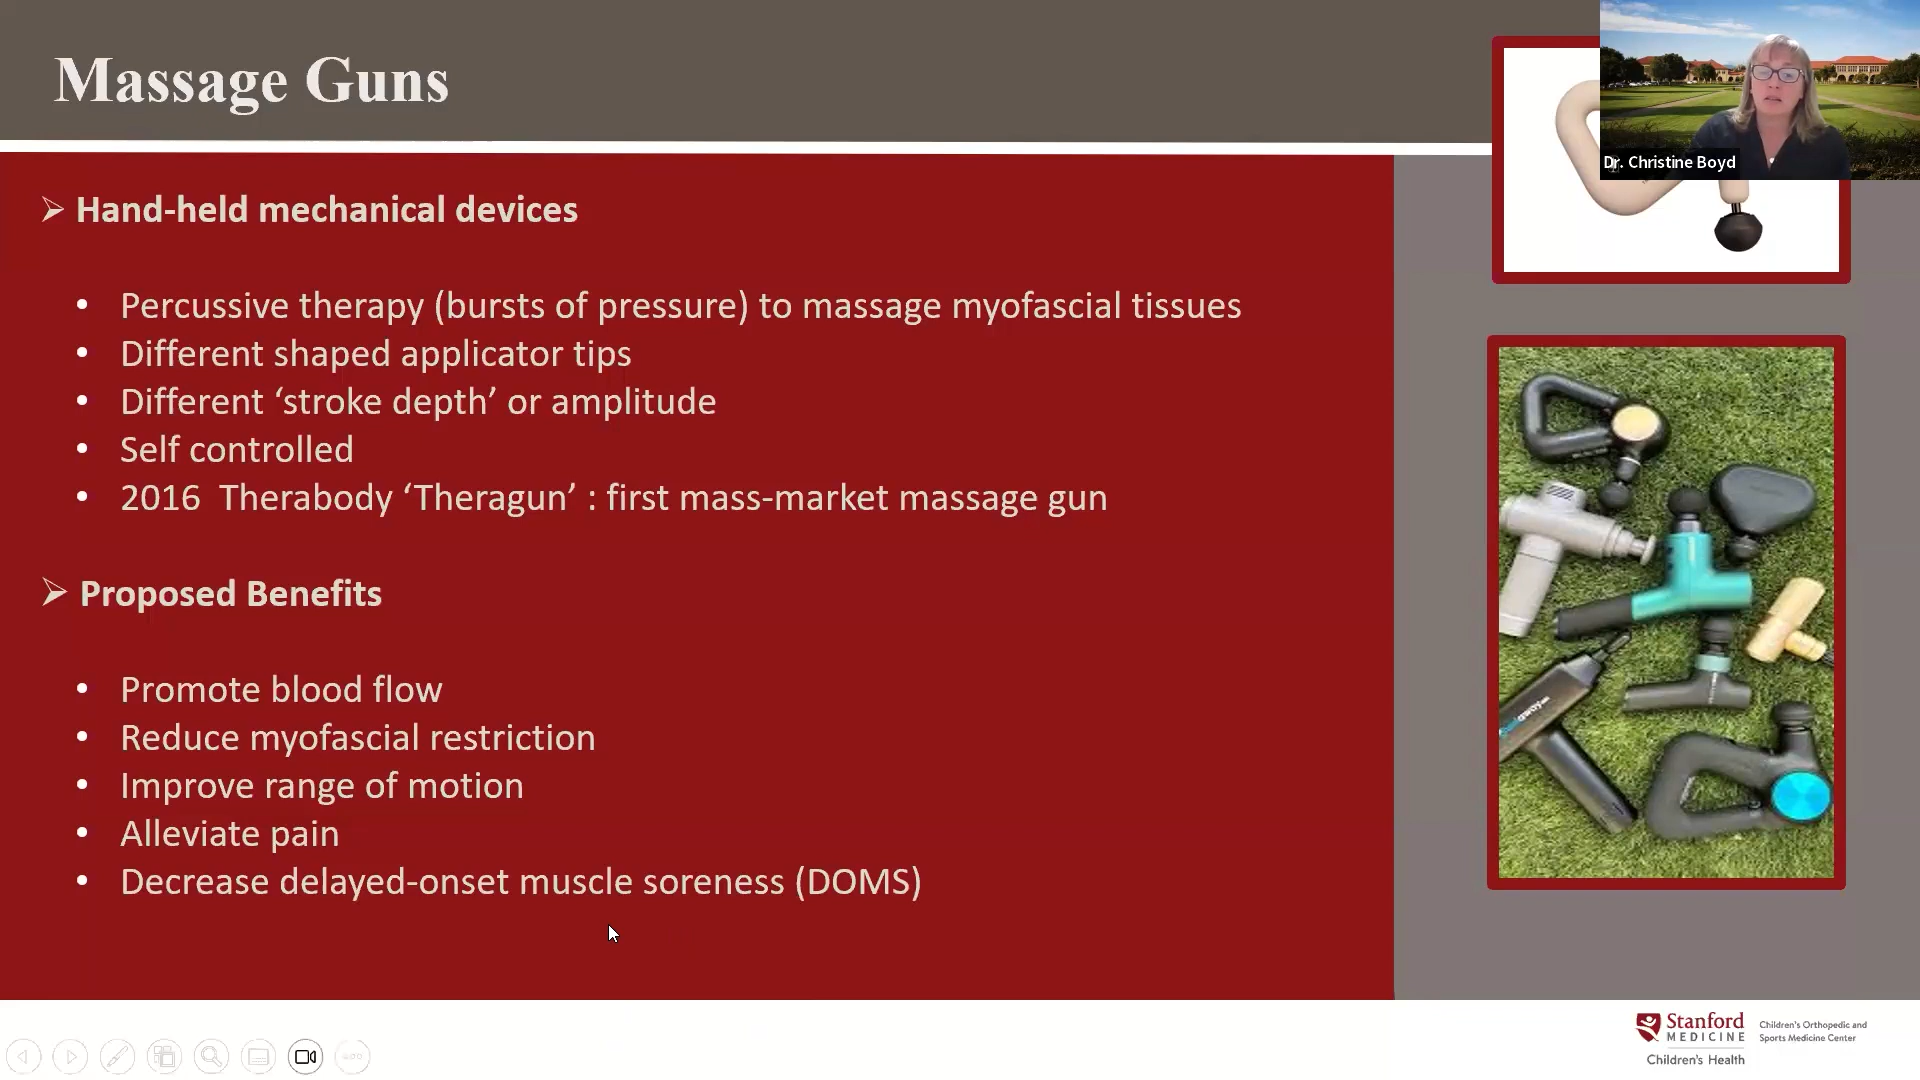 Massage Guns
Dr. Christine Boyd
➢ Hand-held mechanical devices
• Percussive therapy (bursts of pressure) to massage myofascial tissues
• Different shaped applicator tips
• Different ‘stroke depth’ or amplitude
• Self controlled
• 2016 Therabody ‘Theragun’ : first mass-market massage gun
➢ Proposed Benefits
• Promote blood flow
• Reduce myofascial restriction
• Improve range of motion
• Alleviate pain
• Decrease delayed-onset muscle soreness (DOMS)
Stanford
MEDICINE
Children's Health
Children's Orthopedic and
Sports Medicine Center